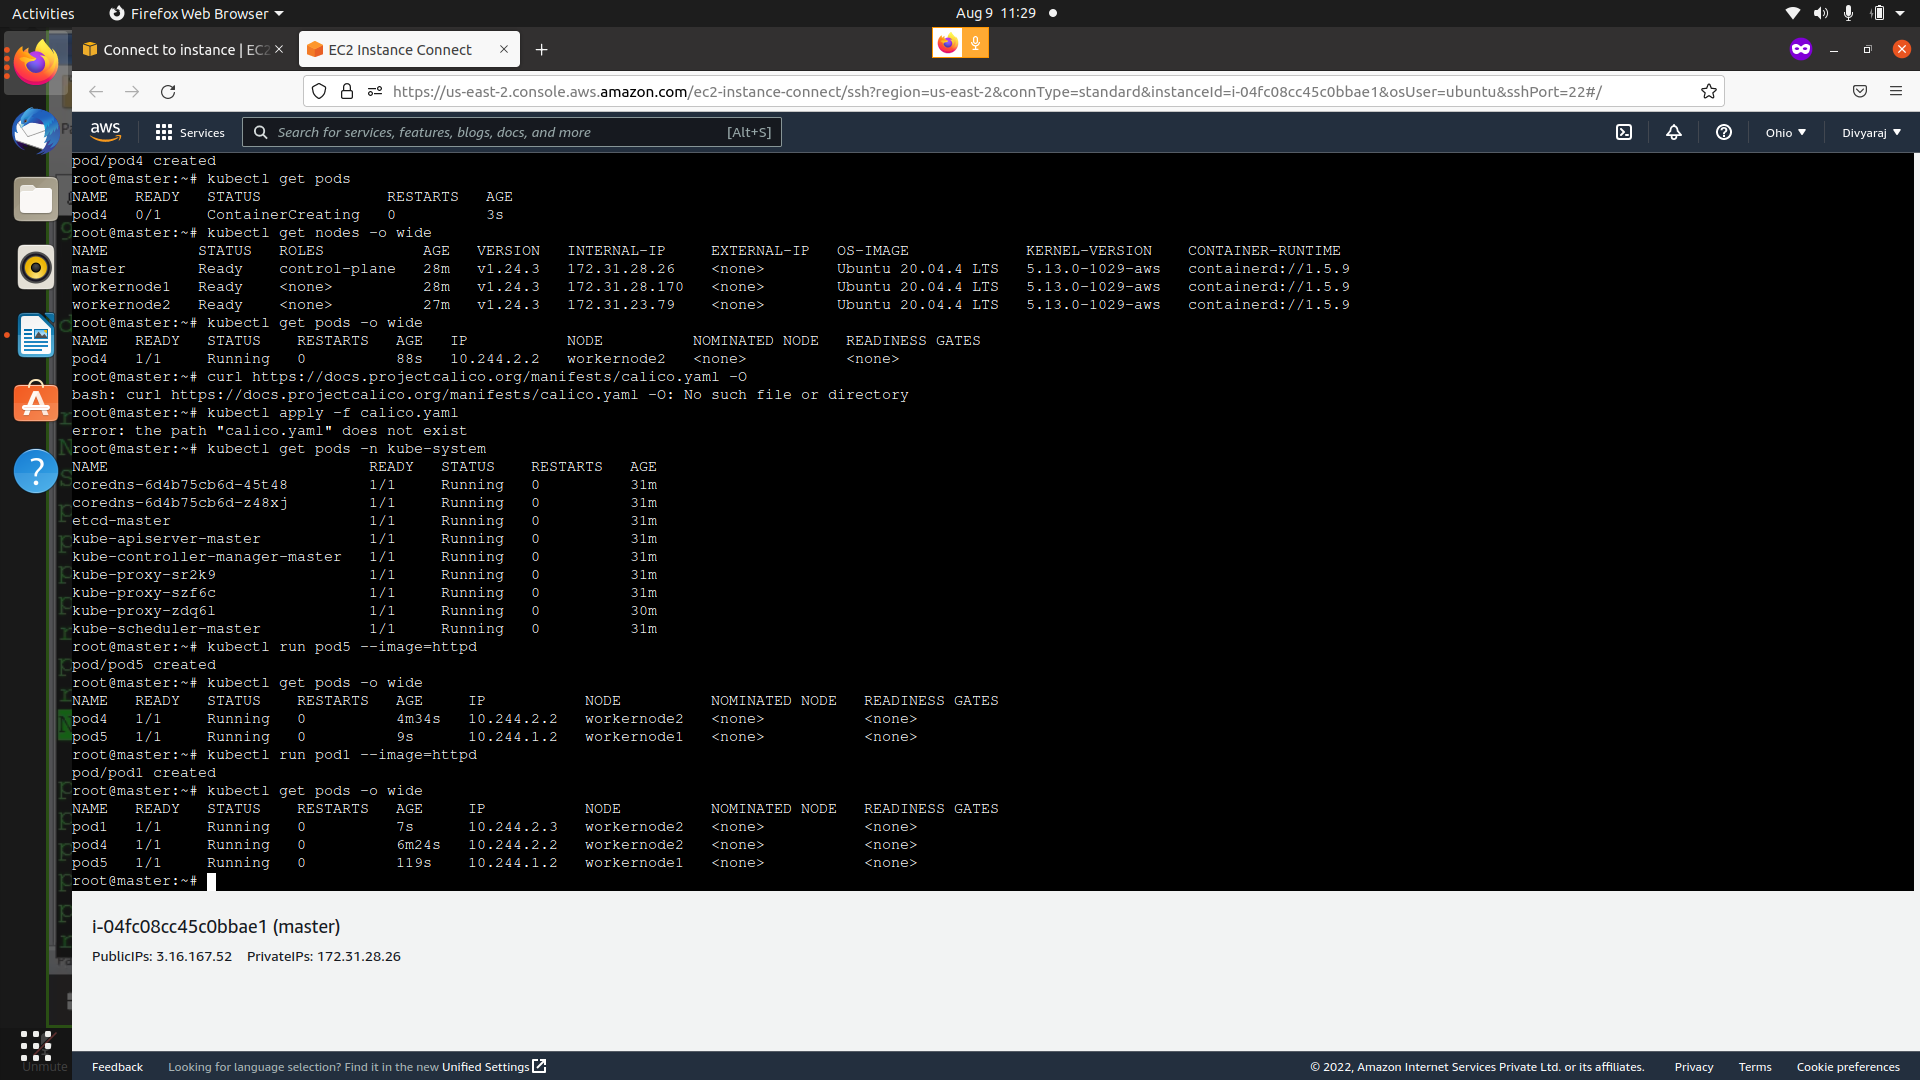 Activities
Firefox Web Browser
Aug 9 11:29
Connect to instance | EC2
EC2 Instance Connect
https://us-east-2.console.aws.amazon.com/ec2-instance-connect/ssh?region=us-east-2&connType=standard&instanceId=i-04fc08cc45c0bbae1&osUser=ubuntu&sshPort=22#/
aws
Services
Search for services, features, blogs, docs, and more
[Alt+S]
Ohio
Divyaraj
pod/pod4 created
root@master:~# kubectl get pods
NAME   READY   STATUS              RESTARTS   AGE
pod4   0/1     ContainerCreating   0          3s
root@master:~# kubectl get nodes -o wide
NAME          STATUS   ROLES           AGE   VERSION   INTERNAL-IP     EXTERNAL-IP   OS-IMAGE             KERNEL-VERSION    CONTAINER-RUNTIME
master        Ready    control-plane   28m   v1.24.3   172.31.28.26    <none>        Ubuntu 20.04.4 LTS   5.13.0-1029-aws   containerd://1.5.9
workernode1   Ready    <none>          28m   v1.24.3   172.31.28.170   <none>        Ubuntu 20.04.4 LTS   5.13.0-1029-aws   containerd://1.5.9
workernode2   Ready    <none>          27m   v1.24.3   172.31.23.79    <none>        Ubuntu 20.04.4 LTS   5.13.0-1029-aws   containerd://1.5.9
root@master:~# kubectl get pods -o wide
NAME   READY   STATUS    RESTARTS   AGE   IP           NODE          NOMINATED NODE   READINESS GATES
pod4   1/1     Running   0          88s   10.244.2.2   workernode2   <none>           <none>
root@master:~# curl https://docs.projectcalico.org/manifests/calico.yaml -O
bash: curl https://docs.projectcalico.org/manifests/calico.yaml -O: No such file or directory
root@master:~# kubectl apply -f calico.yaml
error: the path "calico.yaml" does not exist
root@master:~# kubectl get pods -n kube-system
NAME                             READY   STATUS    RESTARTS   AGE
coredns-6d4b75cb6d-45t48         1/1     Running   0          31m
coredns-6d4b75cb6d-z48xj         1/1     Running   0          31m
etcd-master                      1/1     Running   0          31m
kube-apiserver-master            1/1     Running   0          31m
kube-controller-manager-master   1/1     Running   0          31m
kube-proxy-sr2k9                 1/1     Running   0          31m
kube-proxy-szf6c                 1/1     Running   0          31m
kube-proxy-zdq6l                 1/1     Running   0          30m
kube-scheduler-master            1/1     Running   0          31m
root@master:~# kubectl run pod5 --image=httpd
pod/pod5 created
root@master:~# kubectl get pods -o wide
NAME   READY   STATUS    RESTARTS   AGE     IP           NODE          NOMINATED NODE   READINESS GATES
pod4   1/1     Running   0          4m34s   10.244.2.2   workernode2   <none>           <none>
pod5   1/1     Running   0          9s      10.244.1.2   workernode1   <none>           <none>
root@master:~# kubectl run pod1 --image=httpd
pod/pod1 created
root@master:~# kubectl get pods -o wide
NAME   READY   STATUS    RESTARTS   AGE     IP           NODE          NOMINATED NODE   READINESS GATES
pod1   1/1     Running   0          7s      10.244.2.3   workernode2   <none>           <none>
pod4   1/1     Running   0          6m24s   10.244.2.2   workernode2   <none>           <none>
pod5   1/1     Running   0          119s    10.244.1.2   workernode1   <none>           <none>
root@master:~#
i-04fc08cc45c0bbae1 (master)
PublicIPs: 3.16.167.52 PrivateIPs: 172.31.28.26
Unmute
Feedback
Looking for language selection? Find it in the new Unified Settings
© 2022, Amazon Internet Services Private Ltd. or its affiliates.
Privacy
Terms
Cookie preferences